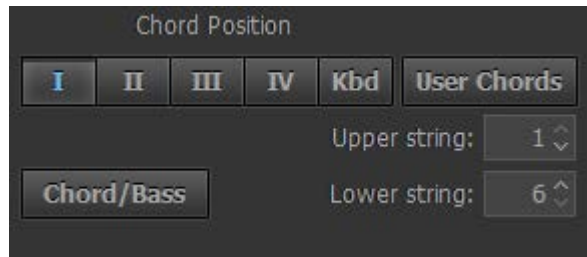 Chord Position
I II III IV Kbd User Chords
Upper string: 1
Chord/Bass Lower string: 6